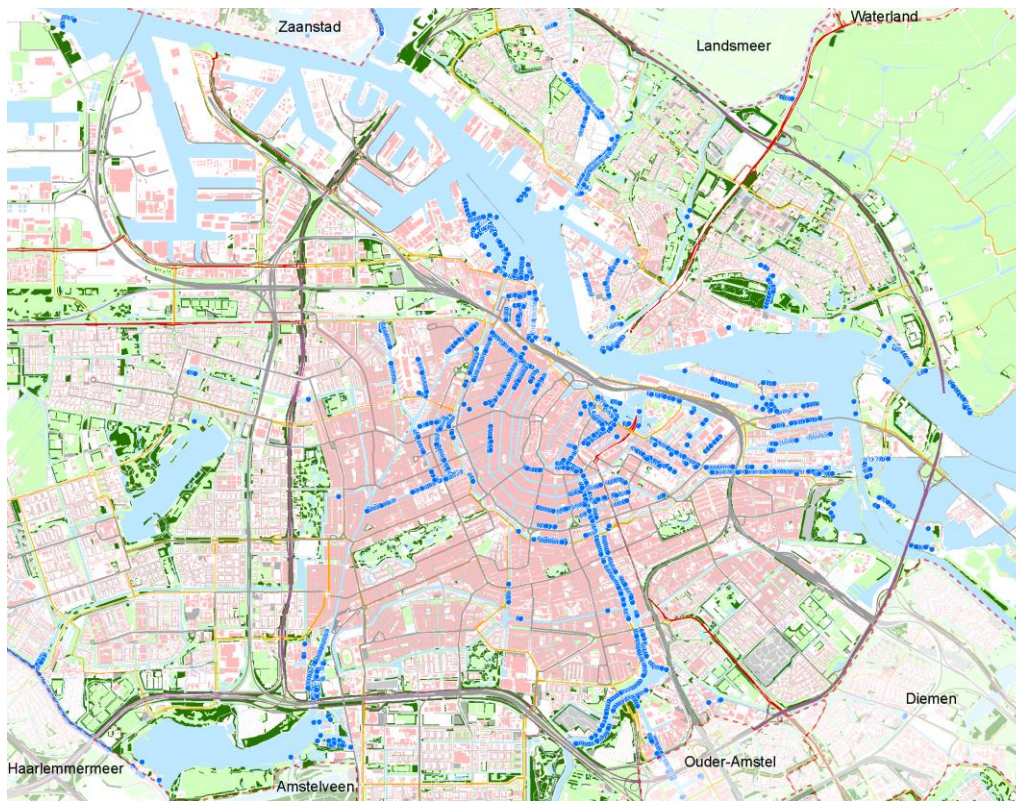 Zaanstad
Waterland
Landsmeer
Diemen
Ouder-Amstel
Haarlemmermeer
Amstelveen